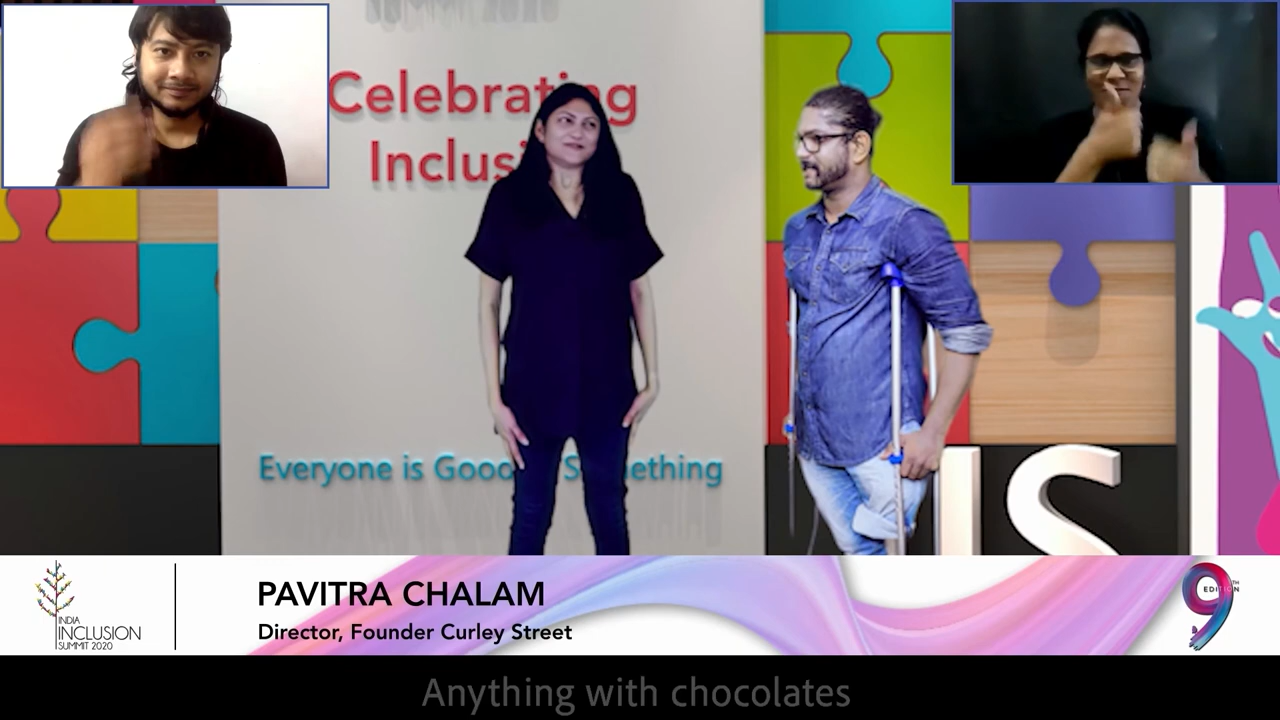 Celebrating
Inclus
Everyone is Good S ething
IS
PAVITRA CHALAM
Director, Founder Curley Street
INDIA
INCLUSION
SUMMIT 2020
9TH
EDITION
Anything with chocolates